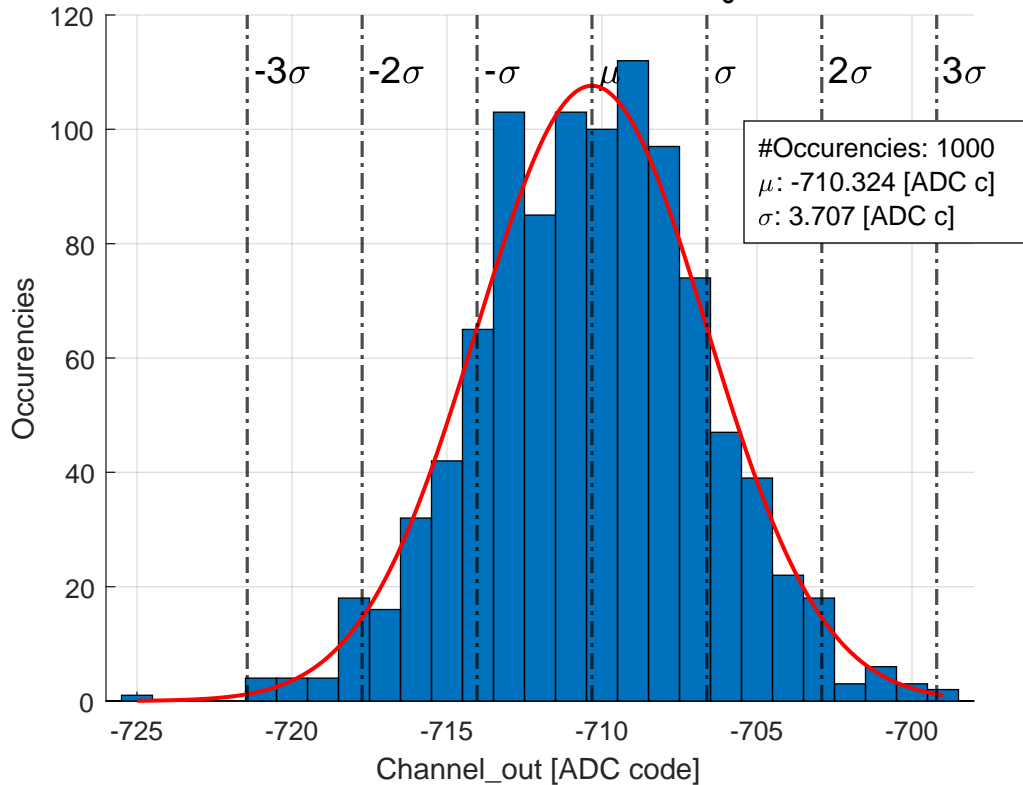 120
100
80
60
40
20
0
Occurencies
-3σ
-2σ
-σ
μ
σ
2σ
3σ
#Occurencies: 1000
μ: -710.324 [ADC c]
σ: 3.707 [ADC c]
-725
-720
-715
-710
-705
-700
Channel_out [ADC code]